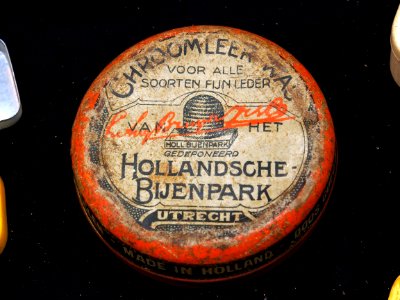 CHROOMLEER WAS
VOOR ALLE
SOORTEN FIJN LEDER
VAN HET
HOLL.BIJENPARK
GEDEPONEERD
HOLLANDSCHE-
BIJENPARK
UTRECHT
MADE IN HOLLAND